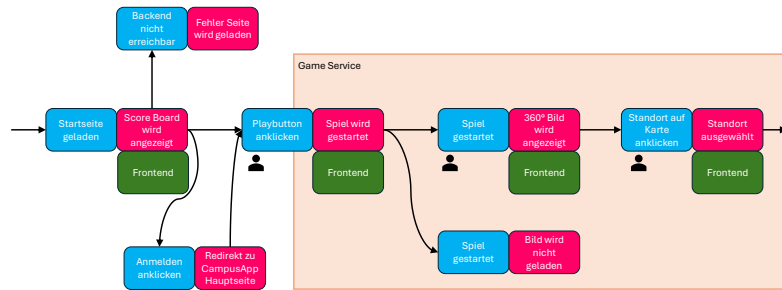 Backend
nicht
erreichbar
Fehler Seite
wird geladen
Game Service
Startseite
geladen
Score Board
wird
angezeigt
Frontend
Playbutton
anklicken
Spiel wird
gestartet
Frontend
Spiel
gestartet
360° Bild
wird
angezeigt
Frontend
Standort auf
Karte
anklicken
Standort
ausgewählt
Frontend
Anmelden
anklicken
Redirekt zu
CampusApp
Hauptseite
Spiel
gestartet
Bild wird
nicht
geladen